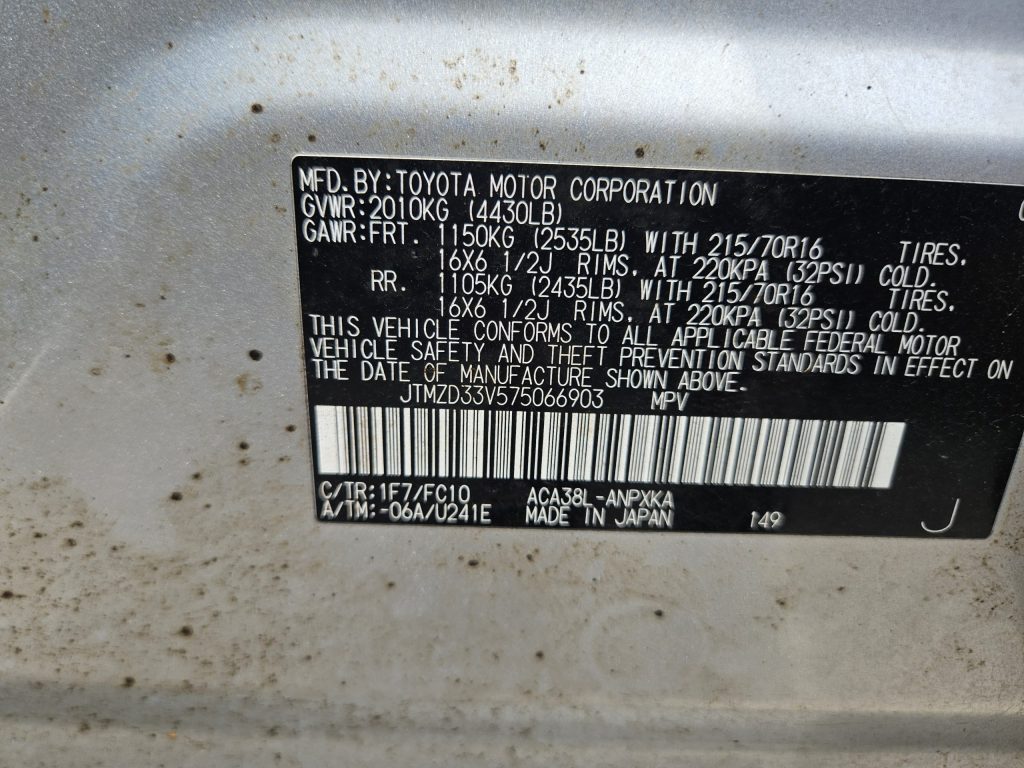 MFD.BY:TOYOTA MOTOR CORPORATION
GVWR:2010KG (4430LB)
GAWR:FRT. 1150KG (2535LB) WITH 215/70R16 TIRES,
16X6 1/2J RIMS, AT 220KPA (32PSI) COLD.
RR. 1105KG (2435LB) WITH 215/70R16 TIRES,
16X6 1/2J RIMS, AT 220KPA (32PSI) COLD.
THIS VEHICLE CONFORMS TO ALL APPLICABLE FEDERAL MOTOR
VEHICLE SAFETY AND THEFT PREVENTION STANDARDS IN EFFECT ON
THE DATE OF MANUFACTURE SHOWN ABOVE.
JTMZD33V575066903 MPV
C/TR:1F7/FC10 ACA38L-ANPXKA
A/TM:-06A/U241E MADE IN JAPAN 149 J